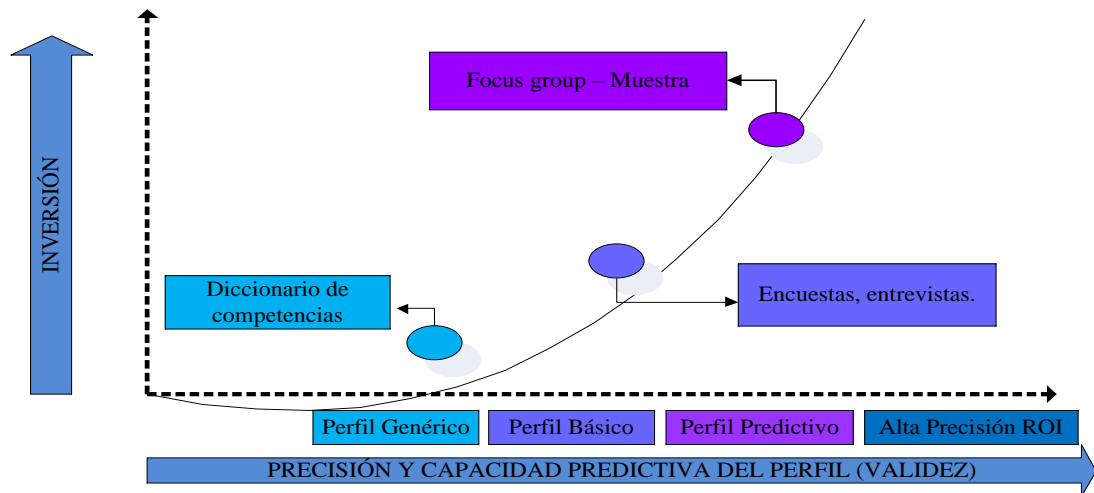 INVERSIÓN
Focus group – Muestra
Diccionario de
competencias
Encuestas, entrevistas.
Perfil Genérico
Perfil Básico
Perfil Predictivo
Alta Precisión ROI
PRECISIÓN Y CAPACIDAD PREDICTIVA DEL PERFIL (VALIDEZ)